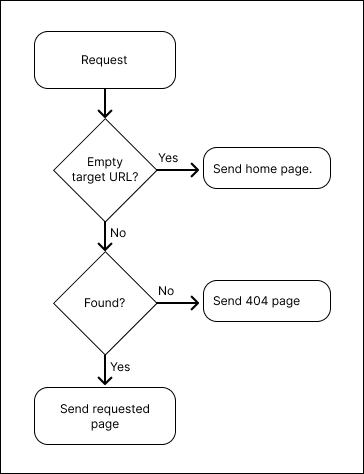 Request
Empty
target URL?
Yes
Send home page.
No
Found?
No
Send 404 page
Yes
Send requested
page